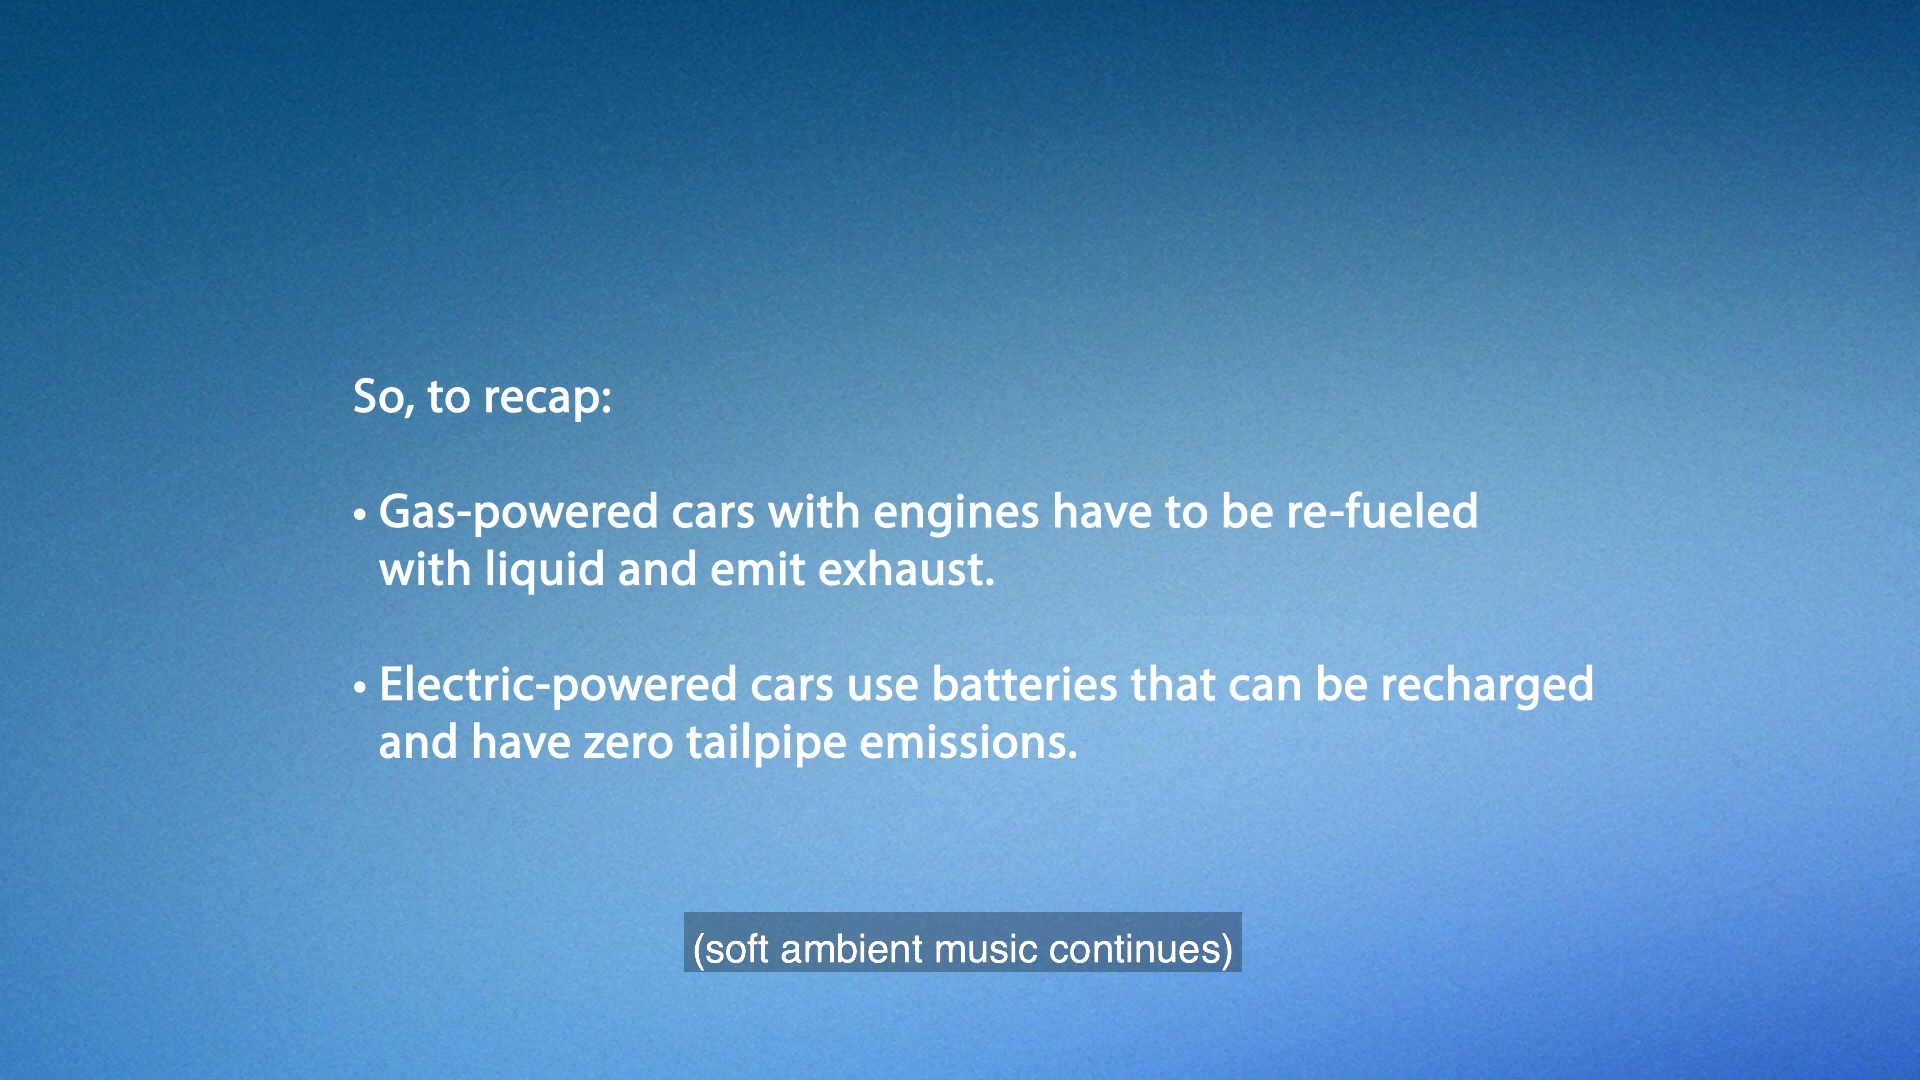 So, to recap:
• Gas-powered cars with engines have to be re-fueled
with liquid and emit exhaust.
• Electric-powered cars use batteries that can be recharged
and have zero tailpipe emissions.
(soft ambient music continues)